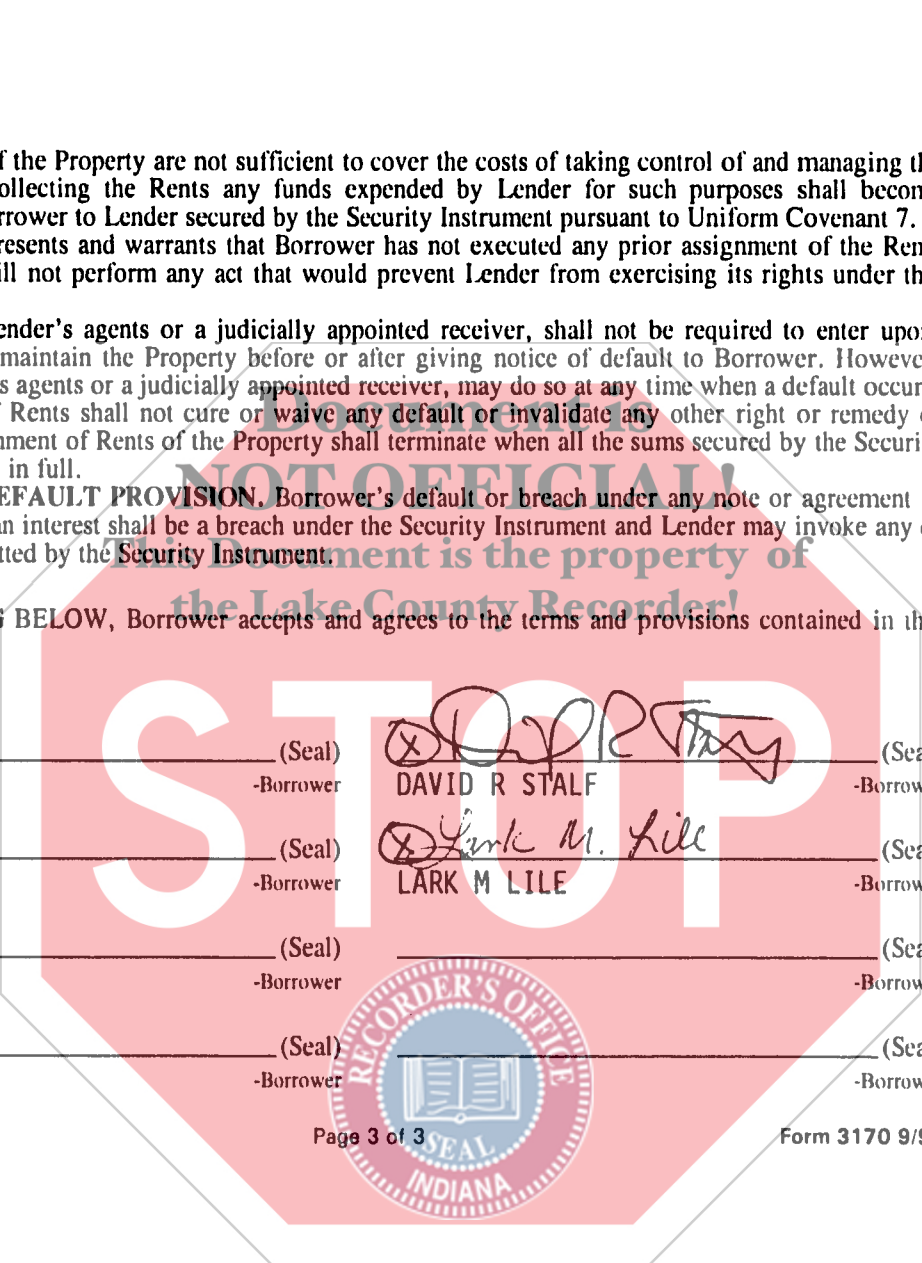 f the Property are not sufficient to cover the costs of taking control of and managing th
ollecting the Rents any funds expended by Lender for such purposes shall becom
rrower to Lender secured by the Security Instrument pursuant to Uniform Covenant 7.
resents and warrants that Borrower has not executed any prior assignment of the Ren
ill not perform any act that would prevent Lender from exercising its rights under th
ender's agents or a judicially appointed receiver, shall not be required to enter upo
maintain the Property before or after giving notice of default to Borrower. However
s agents or a judicially appointed receiver, may do so at any time when a default occur
f Rents shall not cure or waive any default or invalidate any other right or remedy o
nment of Rents of the Property shall terminate when all the sums secured by the Securi
in full.
EFAULT PROVISION. Borrower's default or breach under any note or agreement
an interest shall be a breach under the Security Instrument and Lender may invoke any o
tted by the Security Instrument.
G BELOW, Borrower accepts and agrees to the terms and provisions contained in th
Document is
NOT OFFICIAL!
This Document is the property of
the Lake County Recorder!
STOP
(Seal) X David R Stalf (Sea
-Borrower DAVID R STALF -Borrow
(Seal) X Lark M. Lile (Sea
-Borrower LARK M LILE -Borrow
(Seal) (Sea
-Borrower -Borrow
(Seal) (Sea
-Borrower -Borrow
RECORDER'S OFFICE
SEAL
INDIANA
Page 3 of 3 Form 3170 9/9